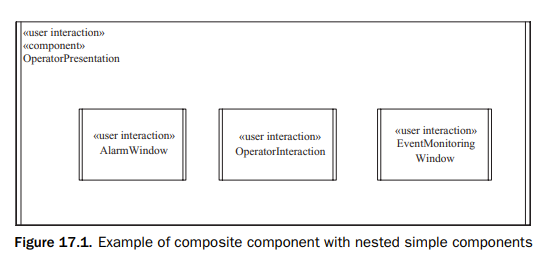 «user interaction»
«component»
OperatorPresentation
«user interaction»
AlarmWindow
«user interaction»
OperatorInteraction
«user interaction»
EventMonitoring
Window
Figure 17.1. Example of composite component with nested simple components